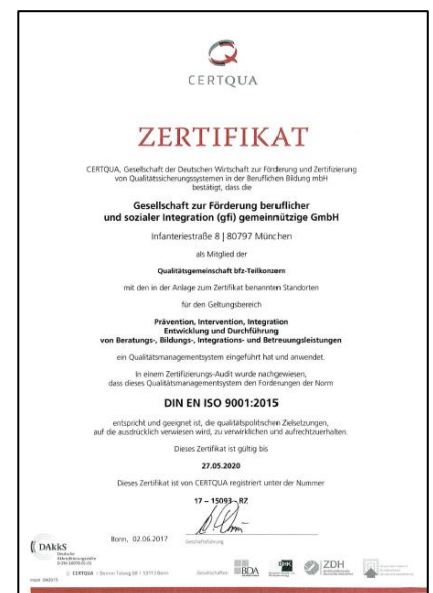 CERTQUA
ZERTIFIKAT
CERTQUA, Gesellschaft der Deutschen Wirtschaft zur Förderung und Zertifizierung
von Qualitätssicherungssystemen in der Beruflichen Bildung mbH
bestätigt, dass die
Gesellschaft zur Förderung beruflicher
und sozialer Integration (gfi) gemeinnützige GmbH
Infanteriestraße 8 | 80797 München
als Mitglied der
Qualitätsgemeinschaft bfz-Teilkonzern
mit den in der Anlage zum Zertifikat benannten Standorten
für den Geltungsbereich
Prävention, Intervention, Integration
Entwicklung und Durchführung
von Beratungs-, Bildungs-, Integrations- und Betreuungsleistungen
ein Qualitätsmanagementsystem eingeführt hat und anwendet.
In einem Zertifizierungs-Audit wurde nachgewiesen,
dass dieses Qualitätsmanagementsystem den Forderungen der Norm
DIN EN ISO 9001:2015
entspricht und geeignet ist, die qualitätspolitischen Zielsetzungen,
auf die ausdrücklich verwiesen wird, zu verwirklichen und aufrechtzuerhalten.
Dieses Zertifikat ist gültig bis
27.05.2020
Dieses Zertifikat ist von CERTQUA registriert unter der Nummer
17 – 15093- RZ
Bonn, 02.06.2017
Geschäftsführung
DAkkS
Deutsche
Akkreditierungsstelle
CERTQUA
53113 Bonn
Gesellschafter:
BDA
DIHK
ZDH